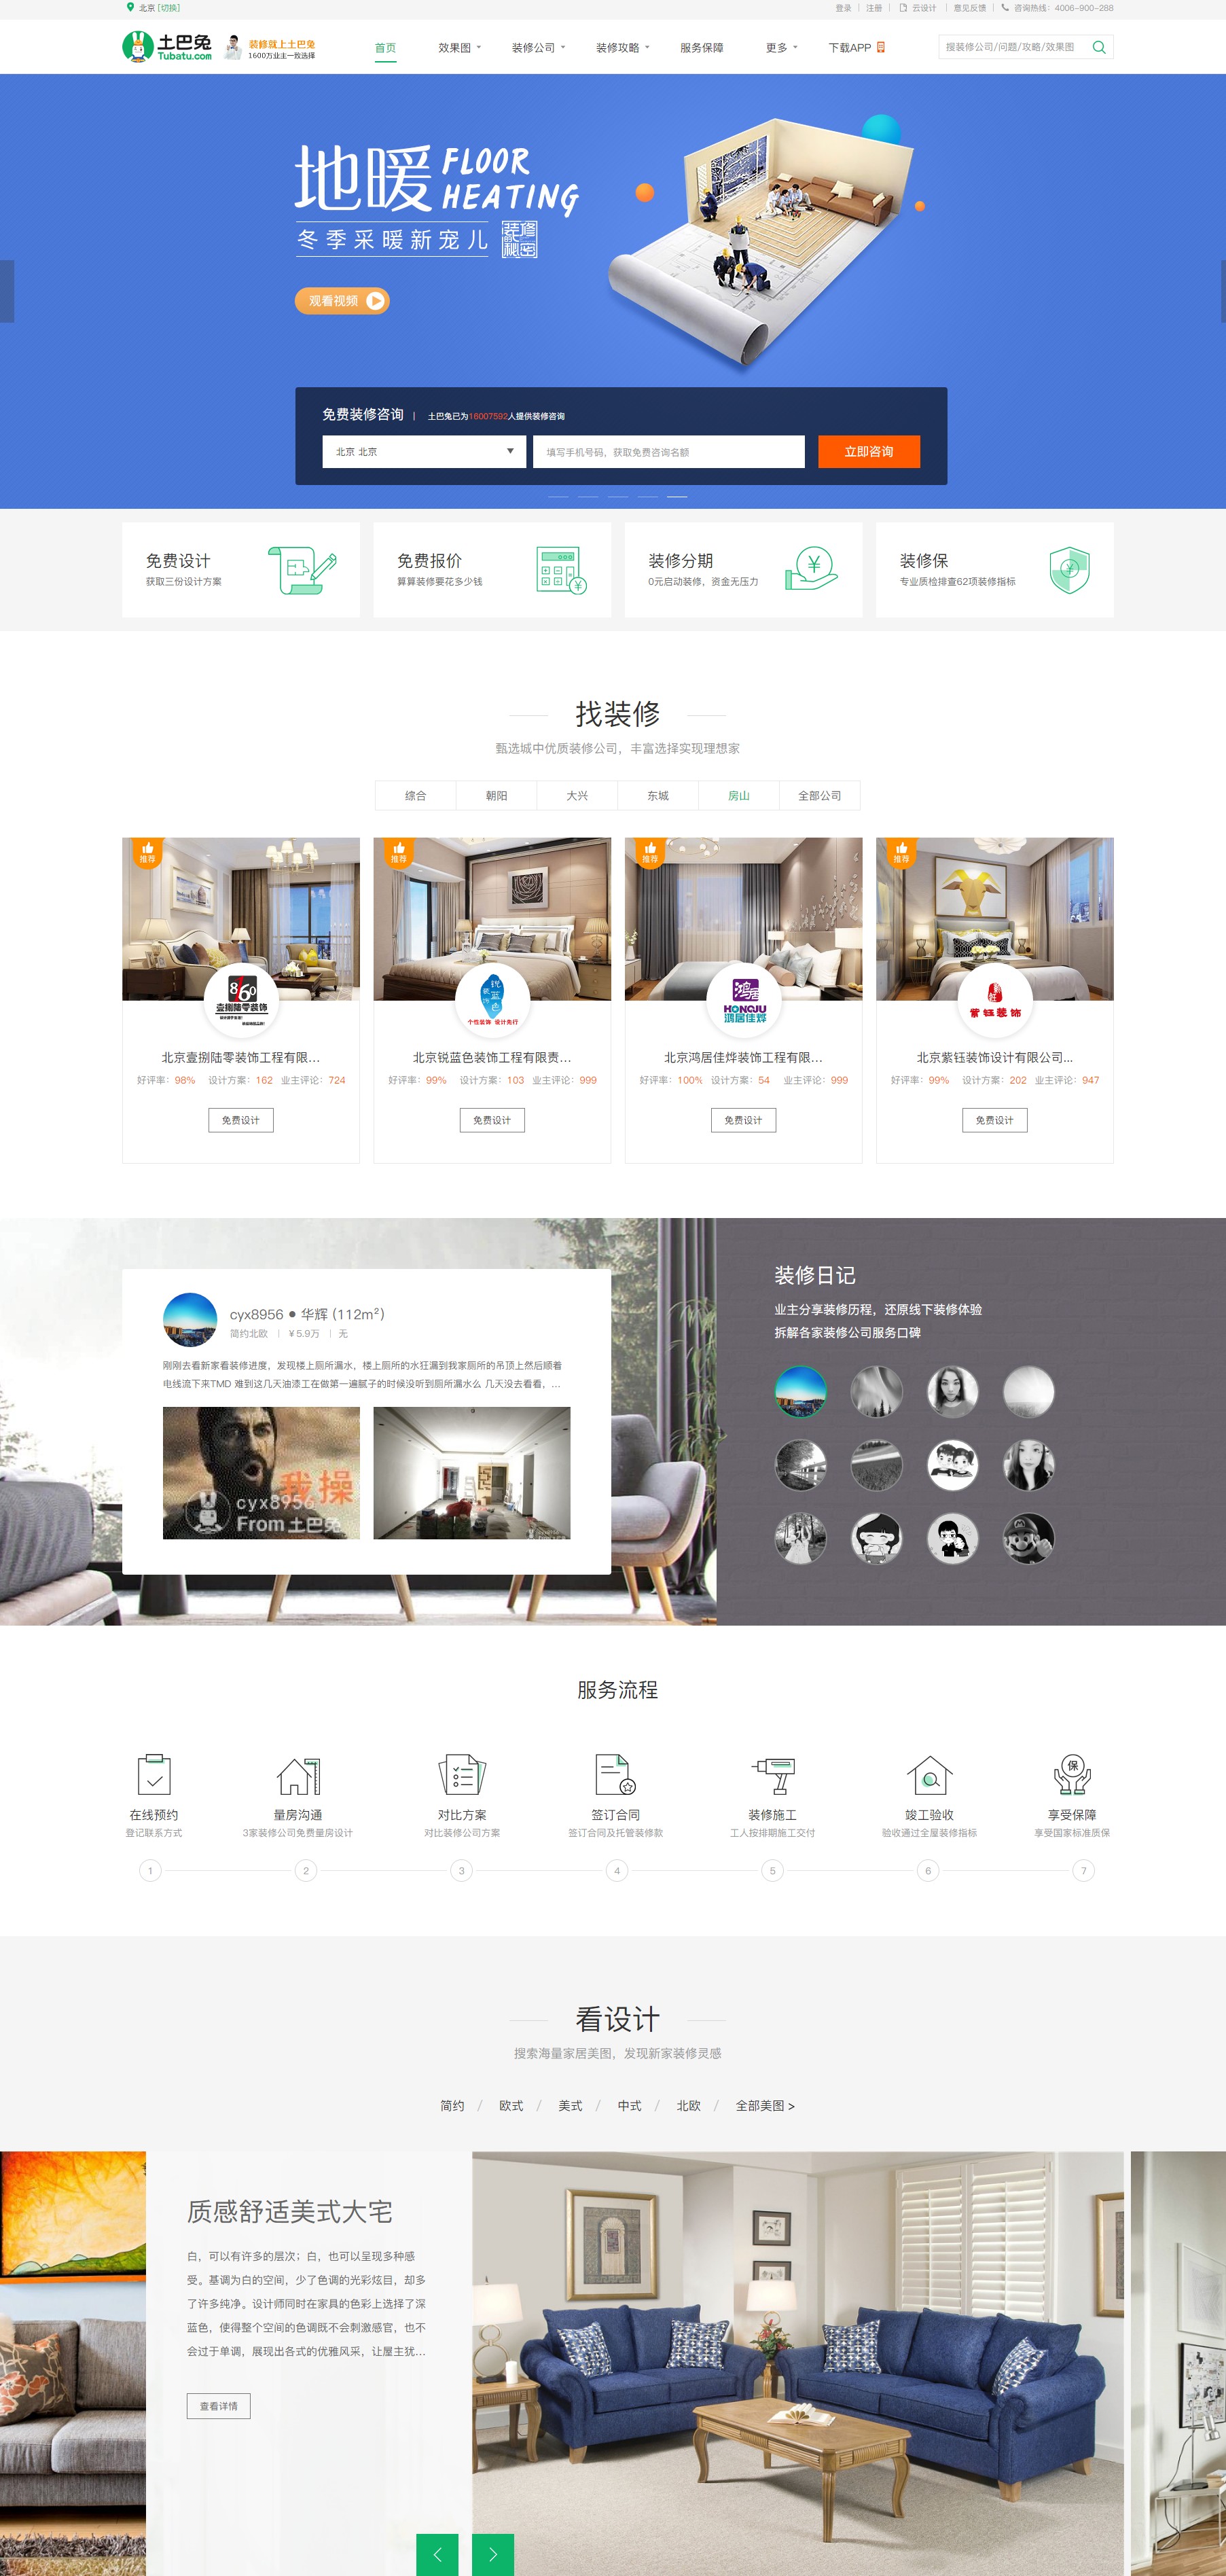 北京 [切换]
登录 | 注册 | 云设计 | 意见反馈 | 咨询热线：4006-900-288
土巴兔
Tubatu.com
装修就上土巴兔
1600万业主一致选择
首页 效果图 装修公司 装修攻略 服务保障 更多 下载APP
搜装修公司/问题/攻略/效果图
地暖 FLOOR HEATING
冬季采暖新宠儿
装修秘密
观看视频
免费装修咨询 | 土巴兔已为16007592人提供装修咨询
北京 北京
填写手机号码，获取免费咨询名额
立即咨询
免费设计
获取三份设计方案
免费报价
算算装修要花多少钱
装修分期
0元启动装修，资金无压力
装修保
专业质检排查62项装修指标
找装修
甄选城中优质装修公司，丰富选择实现理想家
综合 朝阳 大兴 东城 房山 全部公司
推荐
860
壹捌陆零装饰
北京壹捌陆零装饰工程有限...
好评率：98% 设计方案：162 业主评论：724
免费设计
推荐
锐蓝色装饰
个性装饰 设计先行
北京锐蓝色装饰工程有限责...
好评率：99% 设计方案：103 业主评论：999
免费设计
推荐
鸿居
HONGJU
鸿居佳烨
北京鸿居佳烨装饰工程有限...
好评率：100% 设计方案：54 业主评论：999
免费设计
推荐
紫钰装饰
北京紫钰装饰设计有限公司...
好评率：99% 设计方案：202 业主评论：947
免费设计
cyx8956 ● 华辉 (112m²)
简约北欧 | ¥ 5.9万 | 无
刚刚去看新家看装修进度，发现楼上厕所漏水，楼上厕所的水狂漏到我家厕所的吊顶上然后顺着
电线流下来TMD 难到这几天油漆工在做第一遍腻子的时候没听到厕所漏水么 几天没去看看，...
我操
cyx8956
From 土巴兔
装修日记
业主分享装修历程，还原线下装修体验
拆解各家装修公司服务口碑
服务流程
保
在线预约 量房沟通 对比方案 签订合同 装修施工 竣工验收 享受保障
登记联系方式 3家装修公司免费量房设计 对比装修公司方案 签订合同及托管装修款 工人按排期施工交付 验收通过全屋装修指标 享受国家标准质保
1 2 3 4 5 6 7
看设计
搜索海量家居美图，发现新家装修灵感
简约 / 欧式 / 美式 / 中式 / 北欧 / 全部美图 >
质感舒适美式大宅
白，可以有许多的层次；白，也可以呈现多种感
受。基调为白的空间，少了色调的光彩炫目，却多
了许多纯净。设计师同时在家具的色彩上选择了深
蓝色，使得整个空间的色调既不会刺激感官，也不
会过于单调，展现出各式的优雅风采，让屋主犹...
查看详情